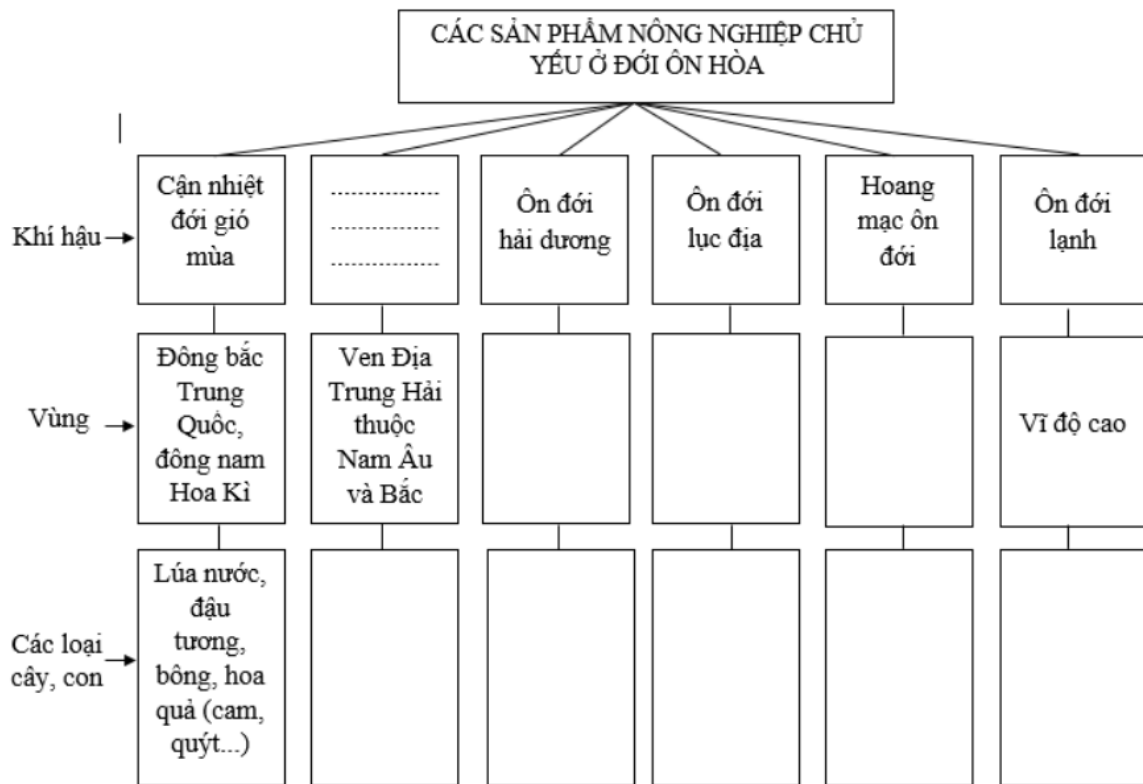 CÁC SẢN PHẨM NÔNG NGHIỆP CHỦ
YẾU Ở ĐỚI ÔN HÒA
Khí hậu
Cận nhiệt
đới gió
mùa
....................
....................
....................
Ôn đới
hải dương
Ôn đới
lục địa
Hoang
mạc ôn
đới
Ôn đới
lạnh
Vùng
Đông bắc
Trung
Quốc,
đông nam
Hoa Kì
Ven Địa
Trung Hải
thuộc
Nam Âu
và Bắc
Vĩ độ cao
Các loại
cây, con
Lúa nước,
đậu
tương,
bông, hoa
quả (cam,
quýt...)